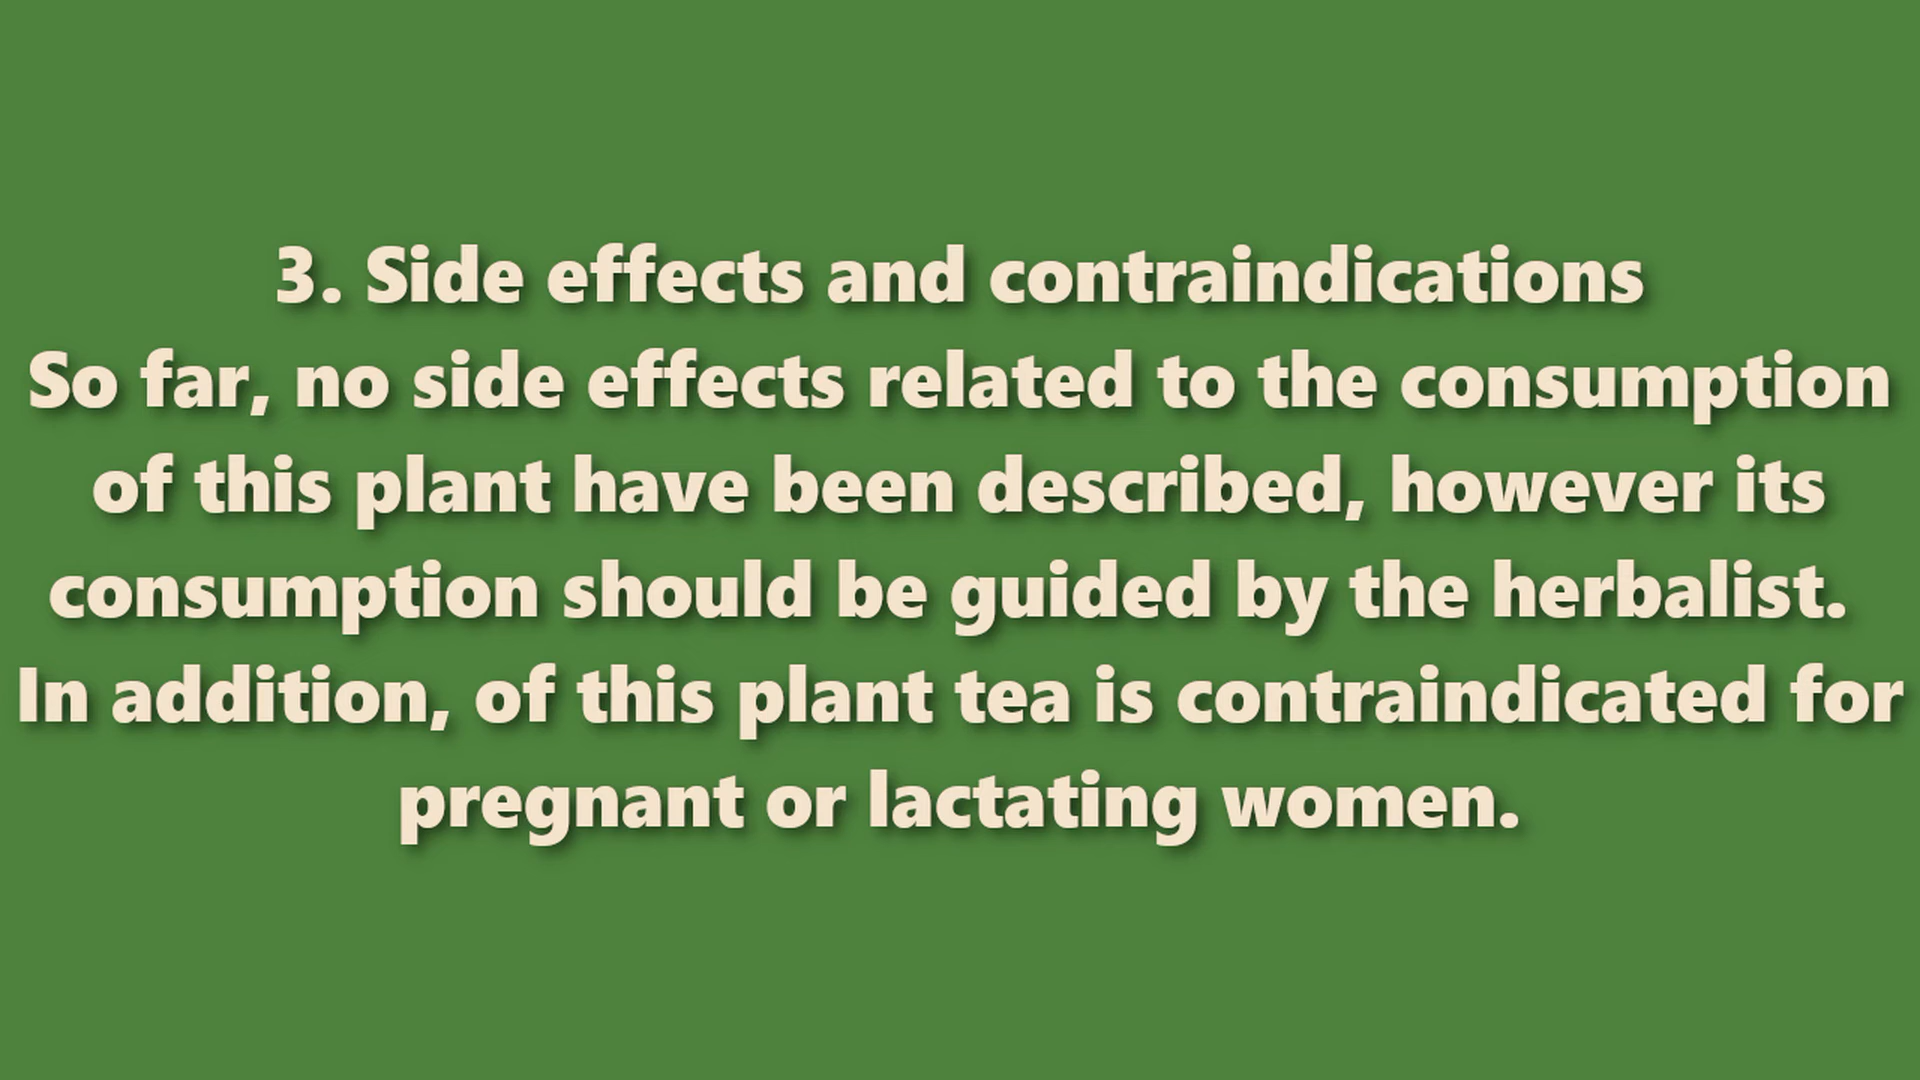 3. Side effects and contraindications
So far, no side effects related to the consumption
of this plant have been described, however its
consumption should be guided by the herbalist.
In addition, of this plant tea is contraindicated for
pregnant or lactating women.